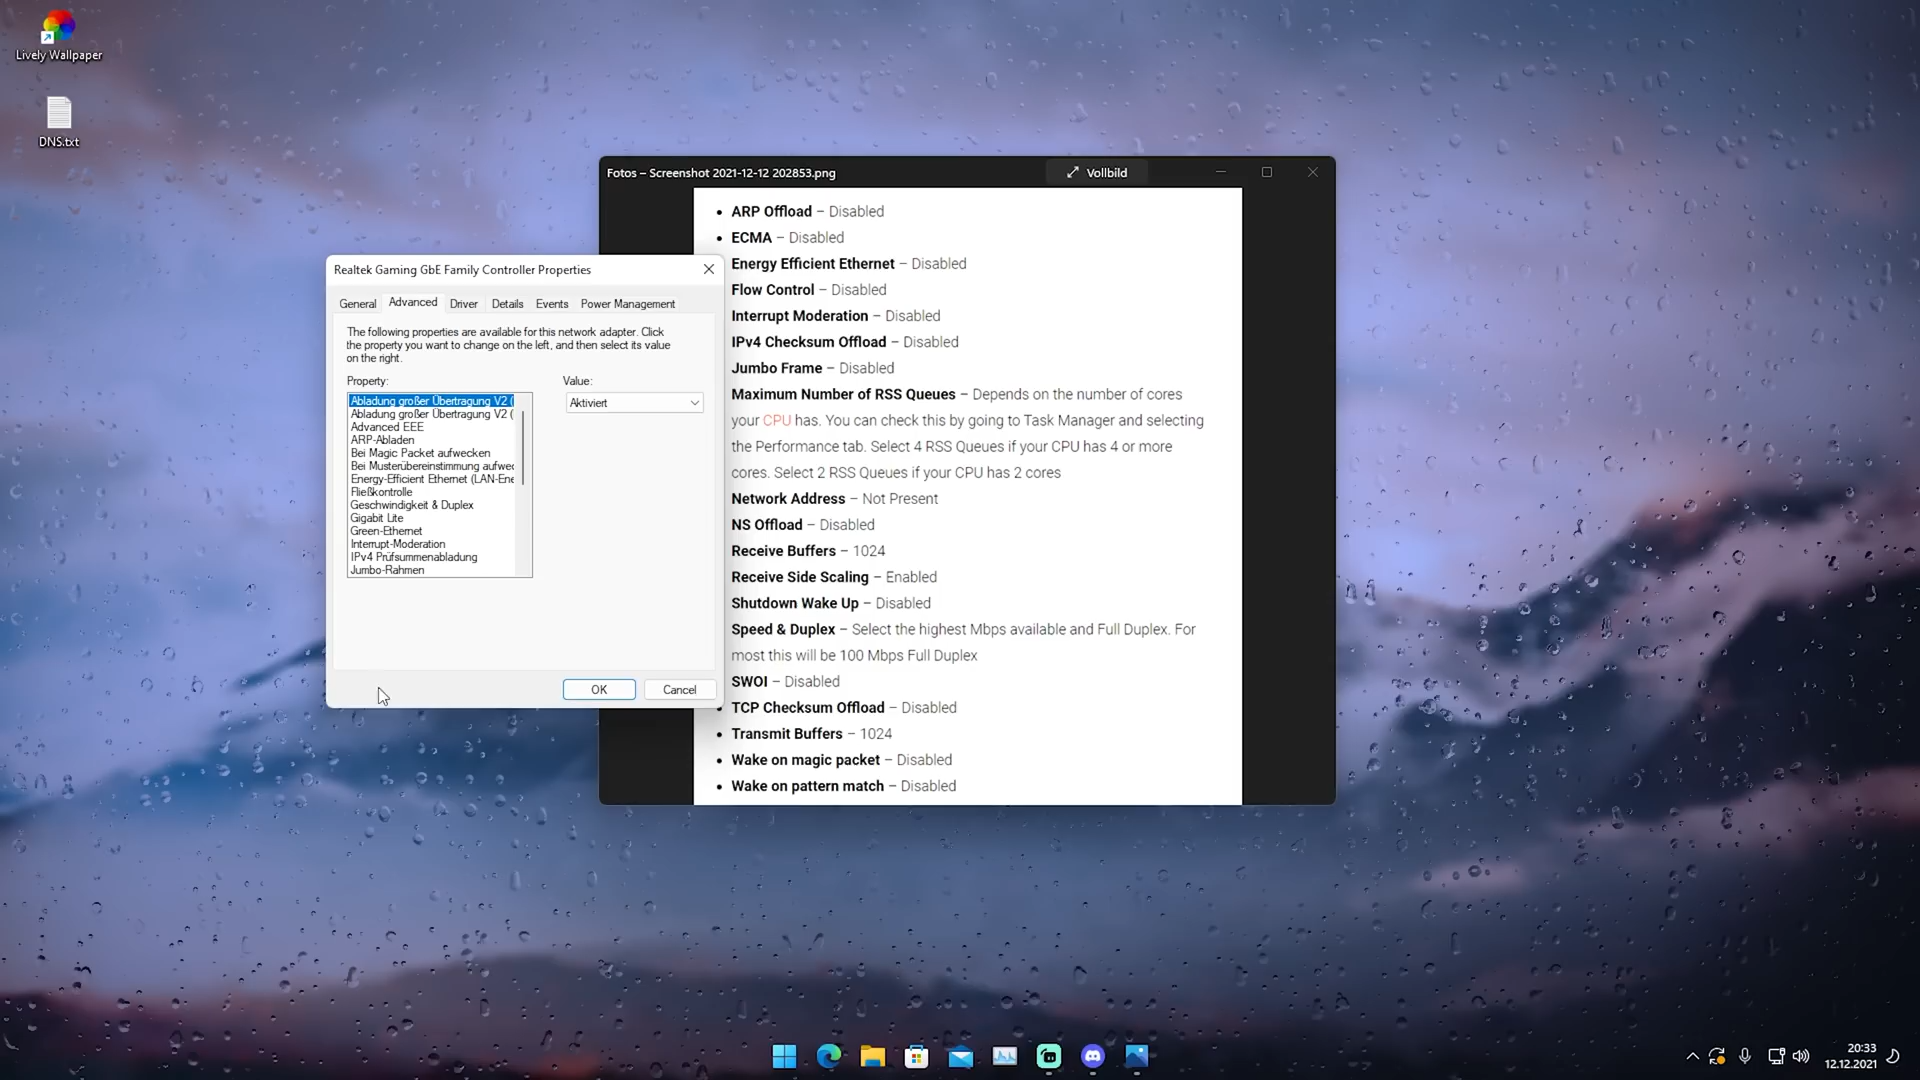 Lively Wallpaper
DNS.txt
Fotos – Screenshot 2021-12-12 202853.png
Vollbild
• ARP Offload – Disabled
• ECMA – Disabled
Energy Efficient Ethernet – Disabled
Flow Control – Disabled
Interrupt Moderation – Disabled
IPv4 Checksum Offload – Disabled
Jumbo Frame – Disabled
Maximum Number of RSS Queues – Depends on the number of cores
your CPU has. You can check this by going to Task Manager and selecting
the Performance tab. Select 4 RSS Queues if your CPU has 4 or more
cores. Select 2 RSS Queues if your CPU has 2 cores
Network Address – Not Present
NS Offload – Disabled
Receive Buffers – 1024
Receive Side Scaling – Enabled
Shutdown Wake Up – Disabled
Speed & Duplex – Select the highest Mbps available and Full Duplex. For
most this will be 100 Mbps Full Duplex
SWOI – Disabled
TCP Checksum Offload – Disabled
• Transmit Buffers – 1024
• Wake on magic packet – Disabled
• Wake on pattern match – Disabled
Realtek Gaming GbE Family Controller Properties
General Advanced Driver Details Events Power Management
The following properties are available for this network adapter. Click
the property you want to change on the left, and then select its value
on the right.
Property:
Value:
Abladung großer Übertragung V2 (
Abladung großer Übertragung V2 (
Advanced EEE
ARP-Abladen
Bei Magic Packet aufwecken
Bei Musterübereinstimmung aufwec
Energy-Efficient Ethernet (LAN-Ene
Fließkontrolle
Geschwindigkeit & Duplex
Gigabit Lite
Green-Ethernet
Interrupt-Moderation
IPv4 Prüfsummenabladung
Jumbo-Rahmen
Aktiviert
OK
Cancel
20:33
12.12.2021